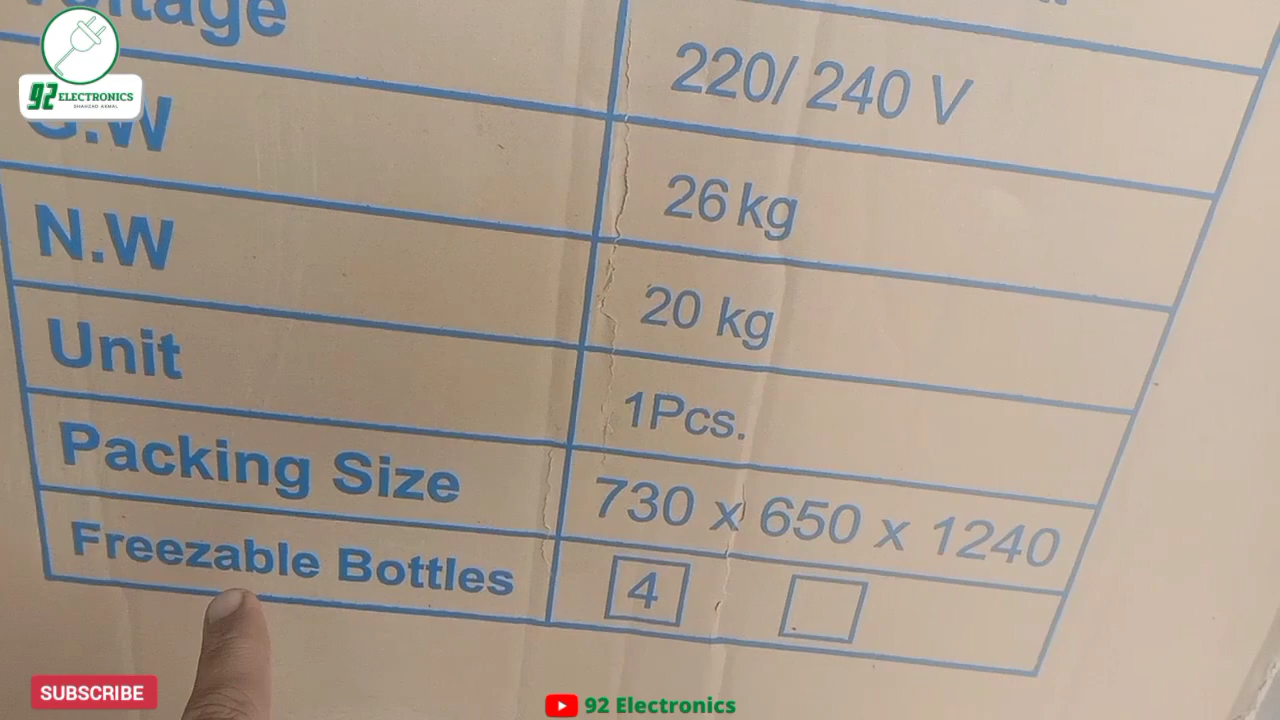 Voltage 220/ 240 V
G.W 26 kg
N.W 20 kg
Unit 1Pcs.
Packing Size 730 x 650 x 1240
Freezable Bottles 4
92 ELECTRONICS
SHAHZAD AKMAL
SUBSCRIBE
92 Electronics